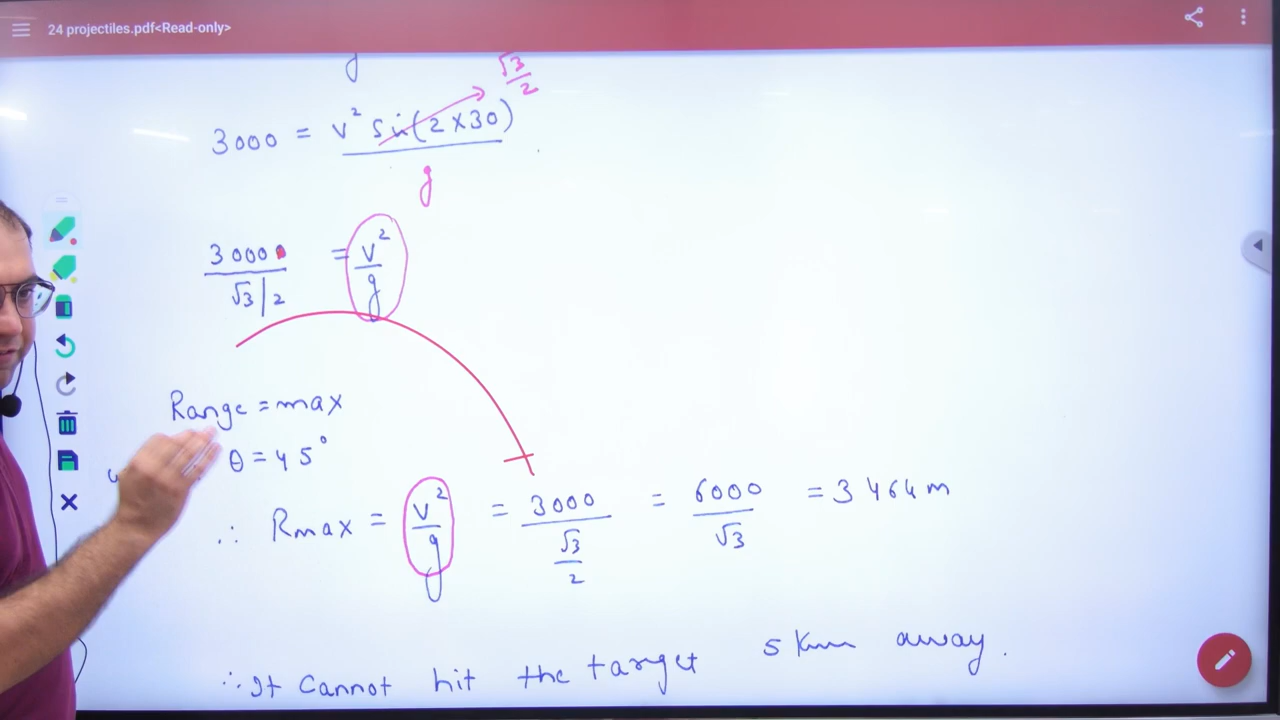 24 projectiles.pdf<Read-only>
g
√3/2
3000 = v² sin(2×30)
g
3000 = v²
√3/2 g
Range = max
θ = 45°
∴ Rmax = v²/g = 3000/(√3/2) = 6000/√3 = 3464m
∴ It cannot hit the target 5 km away.